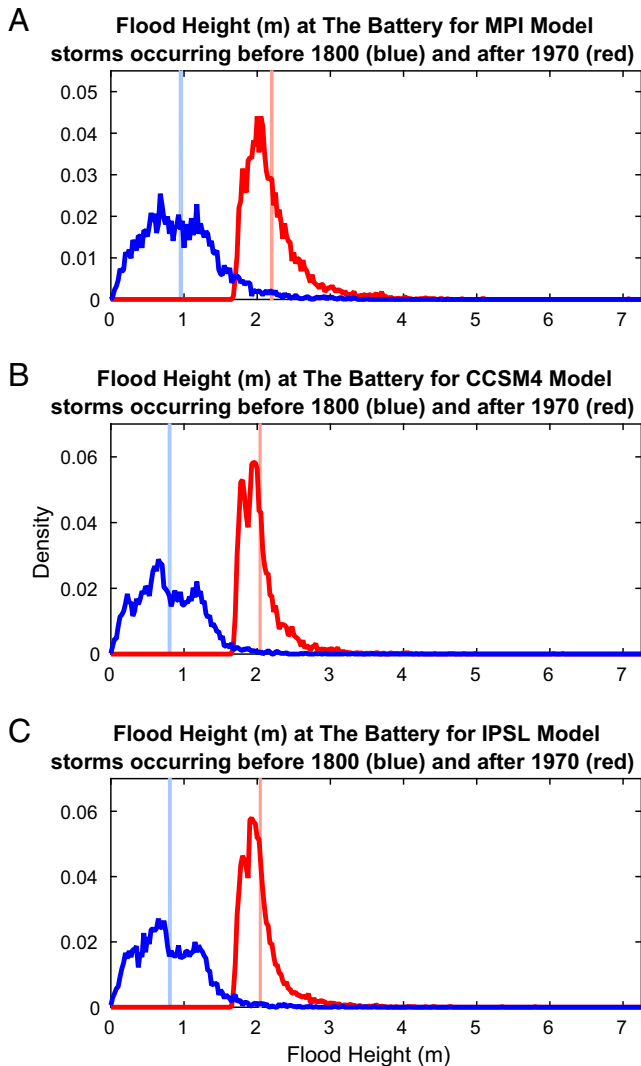 A
Flood Height (m) at The Battery for MPI Model
storms occurring before 1800 (blue) and after 1970 (red)
0.05
0.04
0.03
0.02
0.01
0
0 1 2 3 4 5 6 7
B
Flood Height (m) at The Battery for CCSM4 Model
storms occurring before 1800 (blue) and after 1970 (red)
0.06
0.04
Density
0.02
0
0 1 2 3 4 5 6 7
C
Flood Height (m) at The Battery for IPSL Model
storms occurring before 1800 (blue) and after 1970 (red)
0.06
0.04
0.02
0
0 1 2 3 4 5 6 7
Flood Height (m)